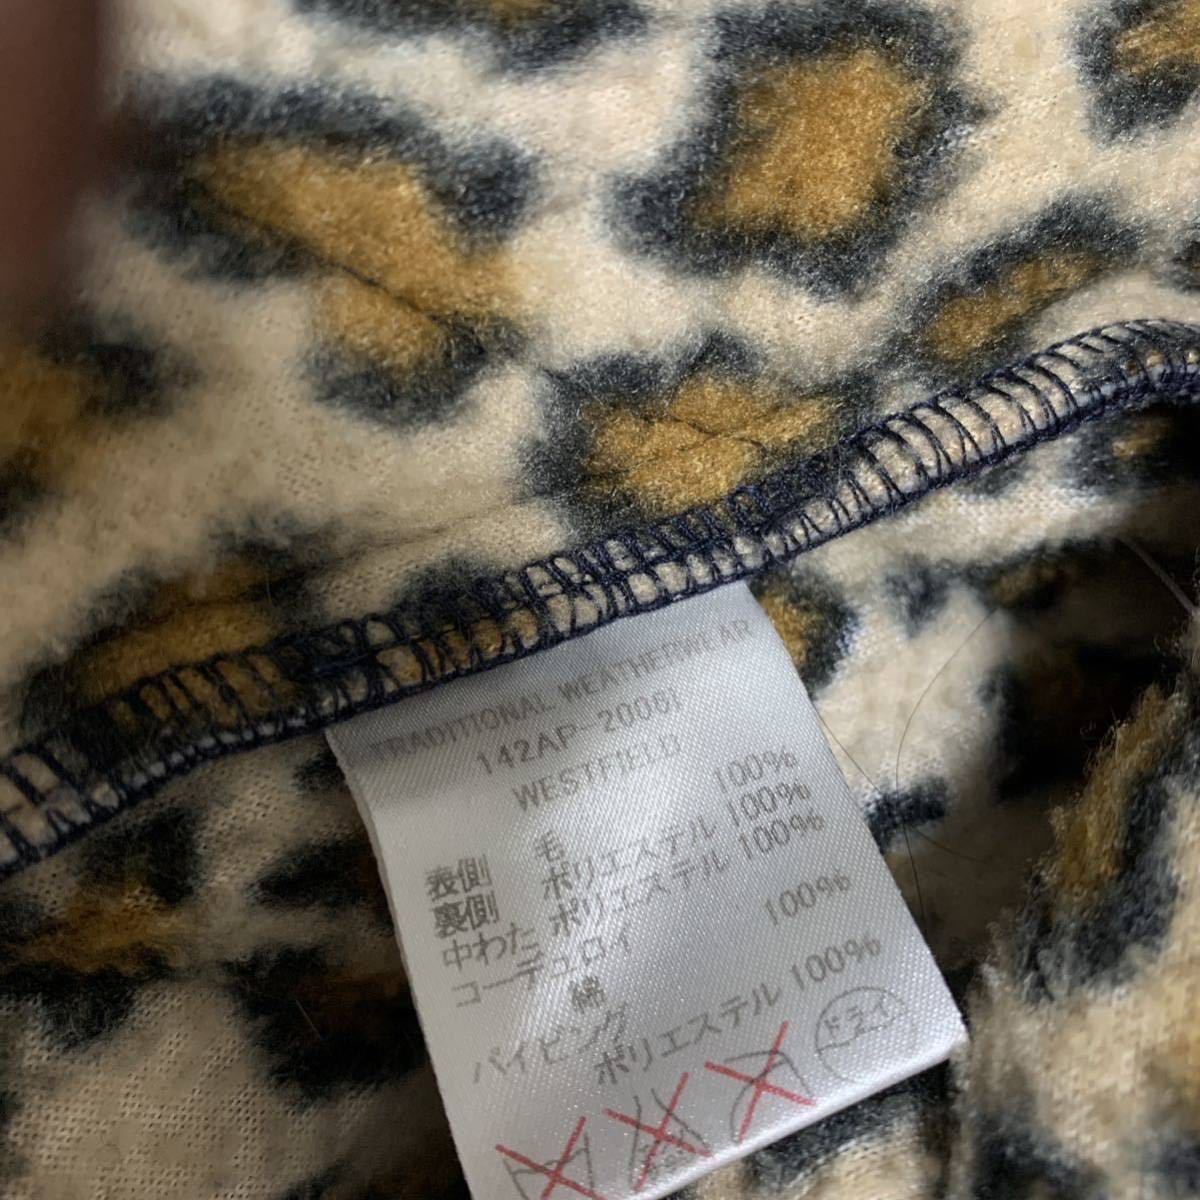 TRADITIONAL WEATHERWEAR
142AP-2006I
WESTFIELD
表側 毛 100%
裏側 ポリエステル 100%
中わた ポリエステル 100%
コーデュロイ
綿 100%
パイピング
ポリエステル 100%
ドライ